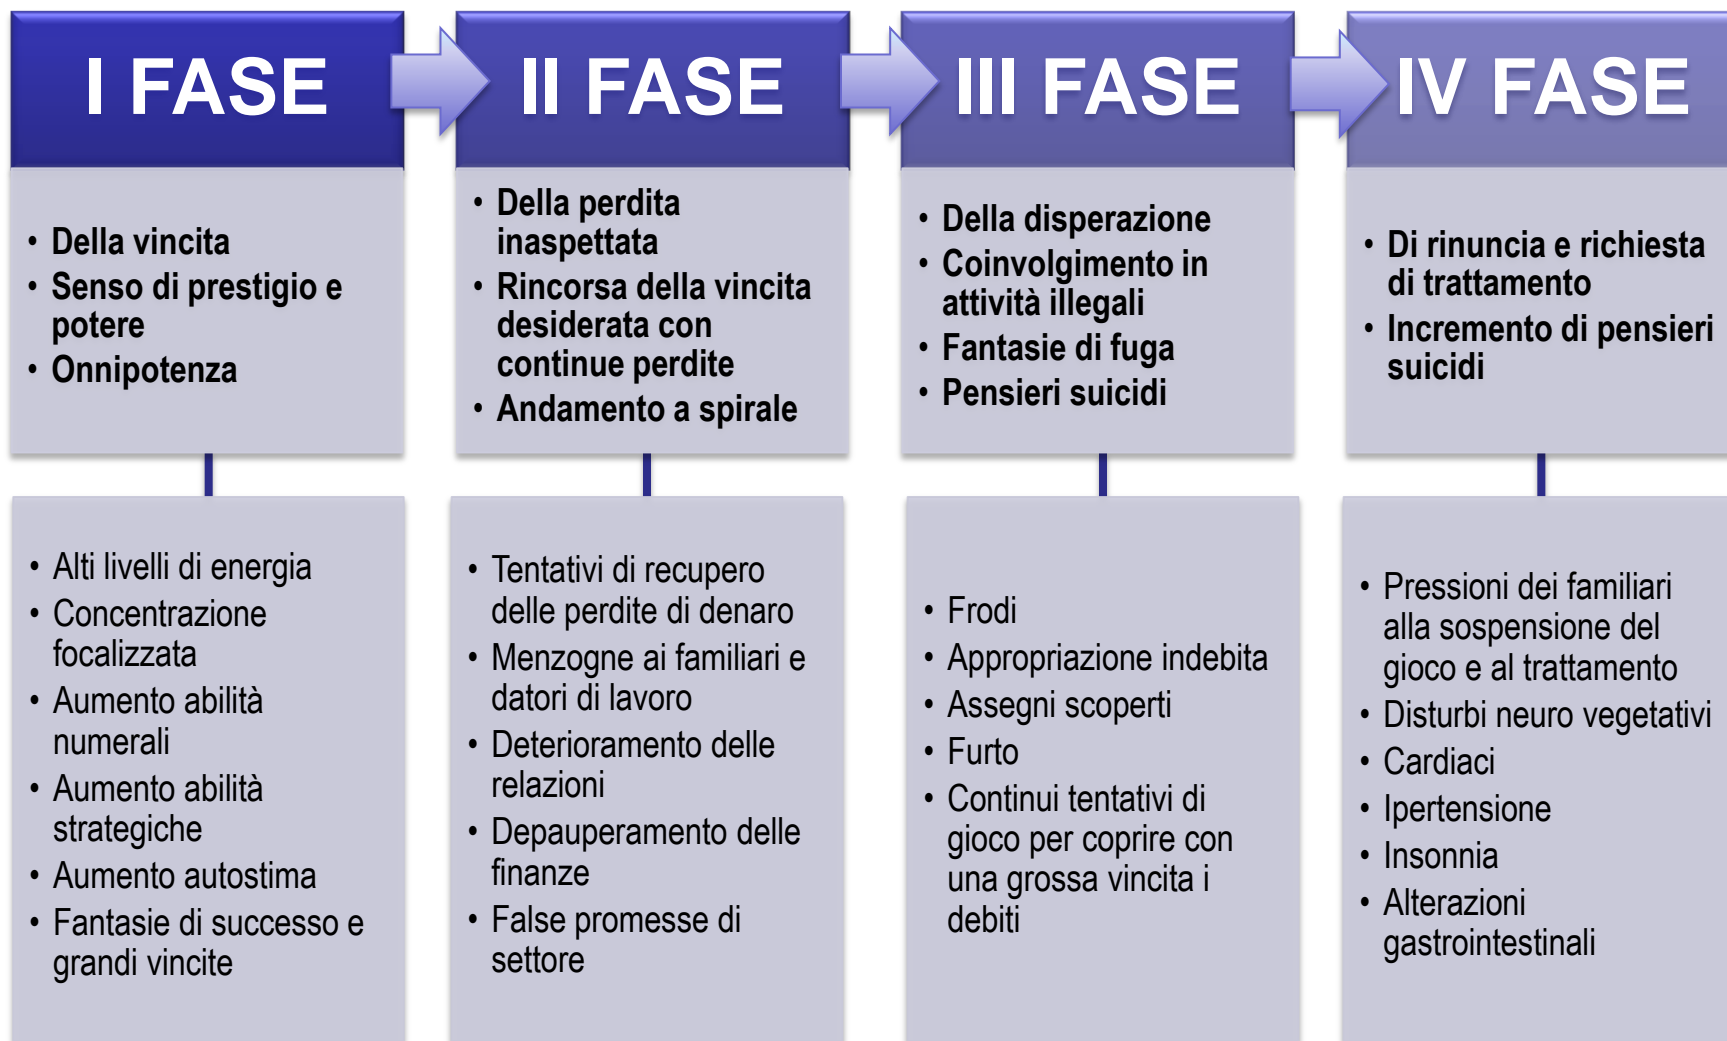 I FASE
II FASE
III FASE
IV FASE
• Della vincita
• Senso di prestigio e
potere
• Onnipotenza
• Della perdita
inaspettata
• Rincorsa della vincita
desiderata con
continue perdite
• Andamento a spirale
• Della disperazione
• Coinvolgimento in
attività illegali
• Fantasie di fuga
• Pensieri suicidi
• Di rinuncia e richiesta
di trattamento
• Incremento di pensieri
suicidi
• Alti livelli di energia
• Concentrazione
focalizzata
• Aumento abilità
numerali
• Aumento abilità
strategiche
• Aumento autostima
• Fantasie di successo e
grandi vincite
• Tentativi di recupero
delle perdite di denaro
• Menzogne ai familiari e
datori di lavoro
• Deterioramento delle
relazioni
• Depauperamento delle
finanze
• False promesse di
settore
• Frodi
• Appropriazione indebita
• Assegni scoperti
• Furto
• Continui tentativi di
gioco per coprire con
una grossa vincita i
debiti
• Pressioni dei familiari
alla sospensione del
gioco e al trattamento
• Disturbi neuro vegetativi
• Cardiaci
• Ipertensione
• Insonnia
• Alterazioni
gastrointestinali